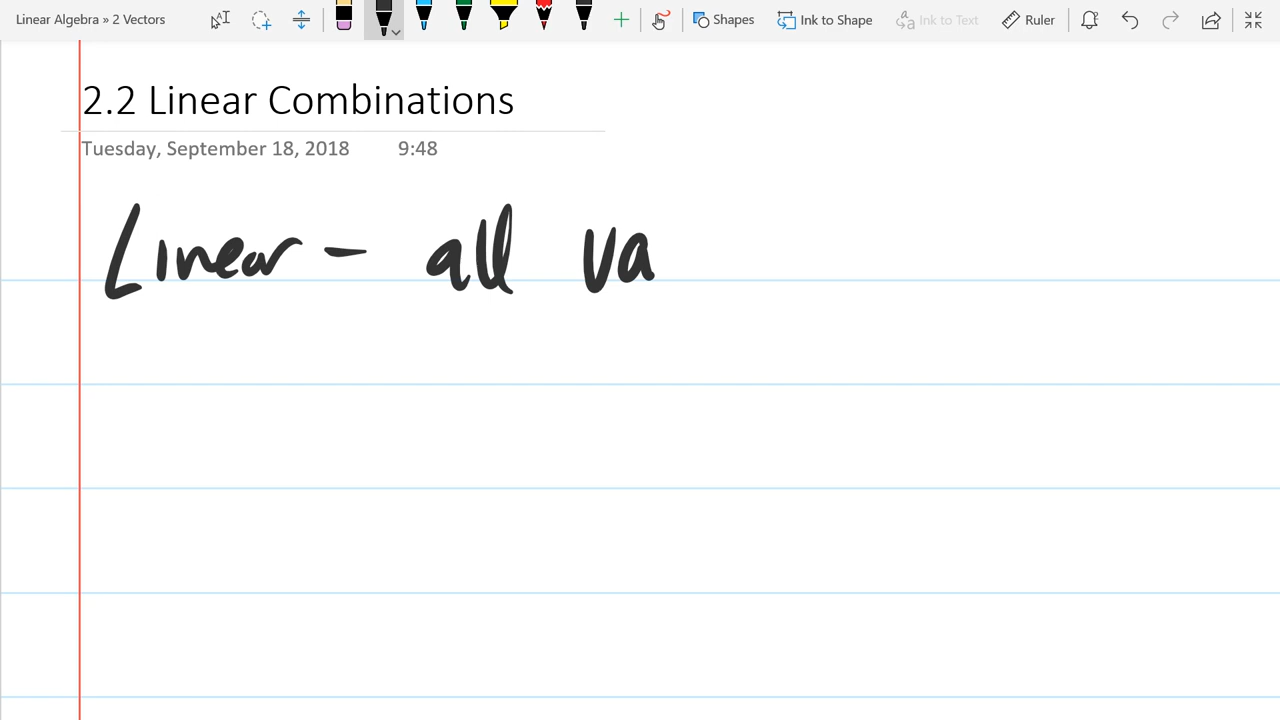 Linear Algebra » 2 Vectors Shapes Ink to Shape Ink to Text Ruler
2.2 Linear Combinations
Tuesday, September 18, 2018 9:48
Linear - all va